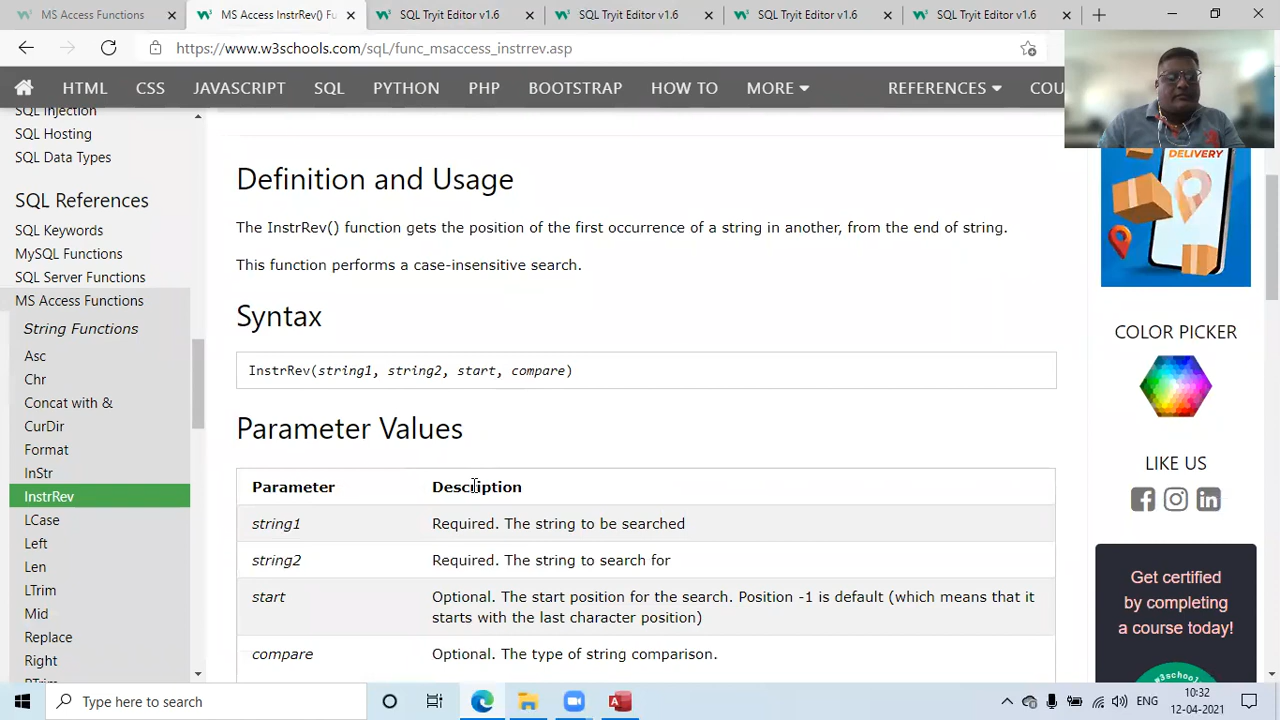 MS Access Functions
MS Access InstrRev() Fu
SQL Tryit Editor v1.6
SQL Tryit Editor v1.6
SQL Tryit Editor v1.6
SQL Tryit Editor v1.6
https://www.w3schools.com/sqL/func_msaccess_instrrev.asp
HTML CSS JAVASCRIPT SQL PYTHON PHP BOOTSTRAP HOW TO MORE REFERENCES COU
SQL Injection
SQL Hosting
SQL Data Types
SQL References
SQL Keywords
MySQL Functions
SQL Server Functions
MS Access Functions
String Functions
Asc
Chr
Concat with &
CurDir
Format
InStr
InstrRev
LCase
Left
Len
LTrim
Mid
Replace
Right
Definition and Usage
The InstrRev() function gets the position of the first occurrence of a string in another, from the end of string.
This function performs a case-insensitive search.
Syntax
InstrRev(string1, string2, start, compare)
Parameter Values
Parameter Description
string1 Required. The string to be searched
string2 Required. The string to search for
start Optional. The start position for the search. Position -1 is default (which means that it
starts with the last character position)
compare Optional. The type of string comparison.
DELIVERY
COLOR PICKER
LIKE US
Get certified
by completing
a course today!
w3school
Type here to search
ENG
10:32
12-04-2021